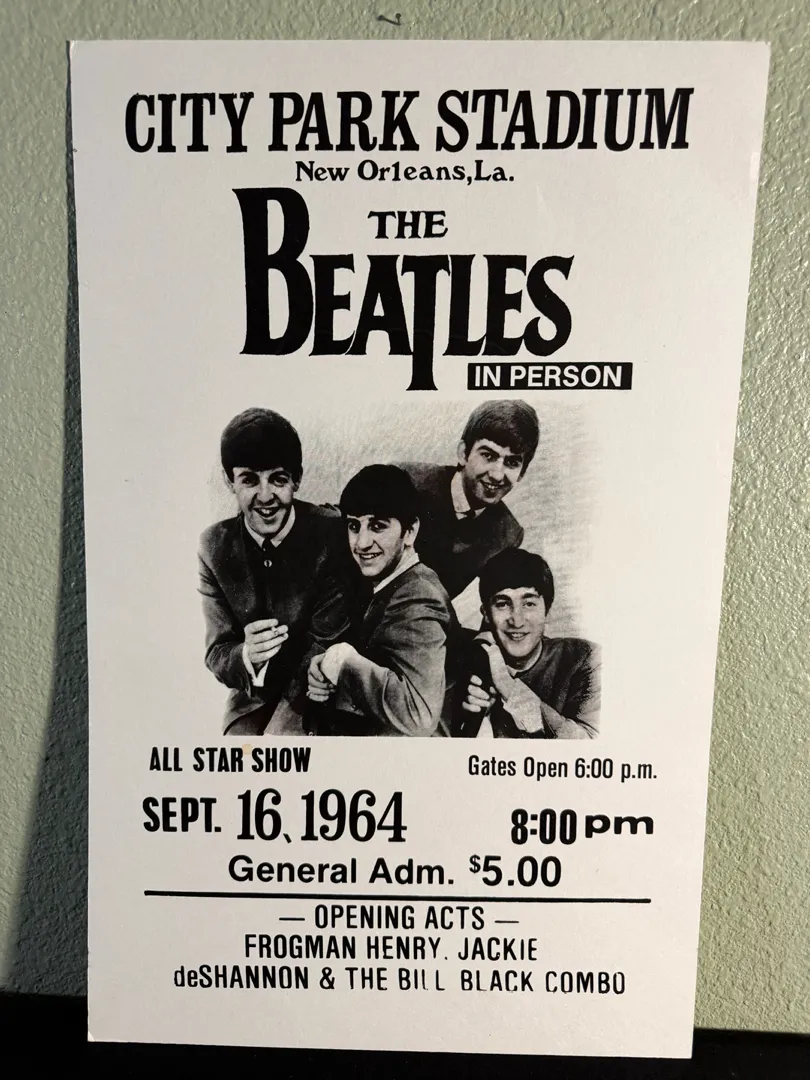 CITY PARK STADIUM
New Orleans,La.
THE
BEATLES
IN PERSON
ALL STAR SHOW
Gates Open 6:00 p.m.
SEPT. 16, 1964
8:00 pm
General Adm. $5.00
— OPENING ACTS —
FROGMAN HENRY. JACKIE
deSHANNON & THE BILL BLACK COMBO